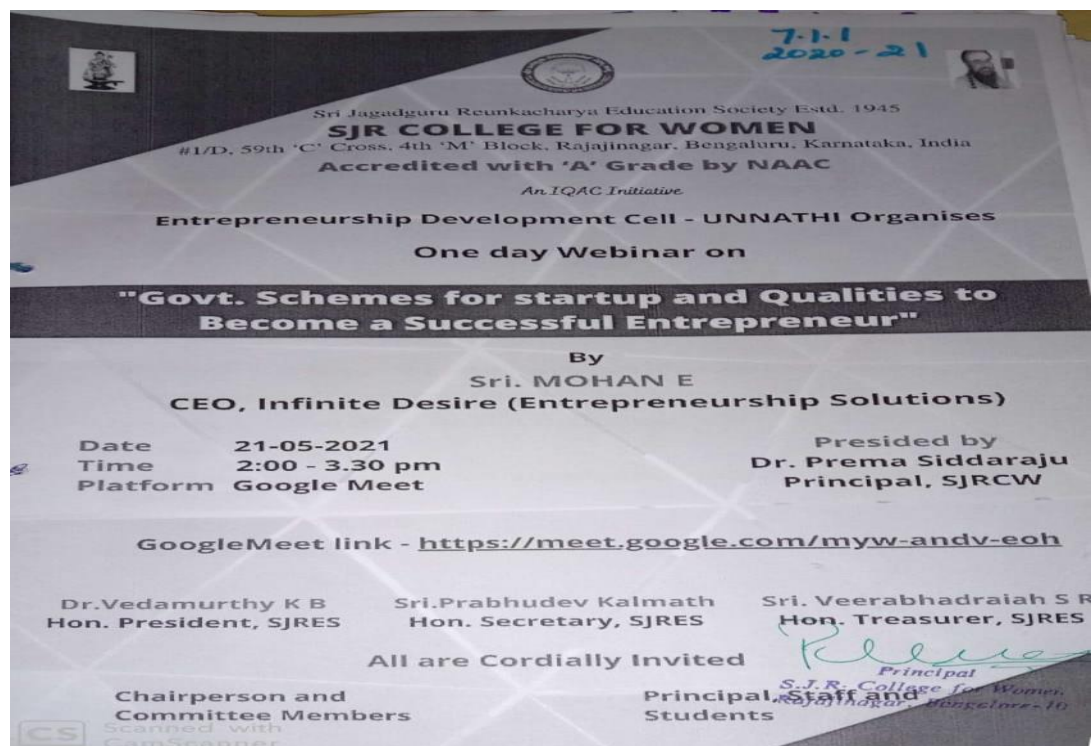 7.1.1
2020-21
Sri Jagadguru Reunkacharya Education Society Estd. 1945
SJR COLLEGE FOR WOMEN
#1/D, 59th 'C' Cross, 4th 'M' Block, Rajajinagar, Bengaluru, Karnataka, India
Accredited with 'A' Grade by NAAC
An IQAC Initiative
Entrepreneurship Development Cell - UNNATHI Organises
One day Webinar on
"Govt. Schemes for startup and Qualities to
Become a Successful Entrepreneur"
By
Sri. MOHAN E
CEO, Infinite Desire (Entrepreneurship Solutions)
Date 21-05-2021
Time 2:00 - 3.30 pm
Platform Google Meet
Presided by
Dr. Prema Siddaraju
Principal, SJRCW
GoogleMeet link - https://meet.google.com/myw-andv-eoh
Dr.Vedamurthy K B
Hon. President, SJRES
Sri.Prabhudev Kalmath
Hon. Secretary, SJRES
Sri. Veerabhadraiah S R
Hon. Treasurer, SJRES
All are Cordially Invited
Chairperson and
Committee Members
Principal, Staff and
Students
Principal
S.J.R. College for Women,
Rajajinagar, Bangalore-10
CS Scanned with
CamScanner